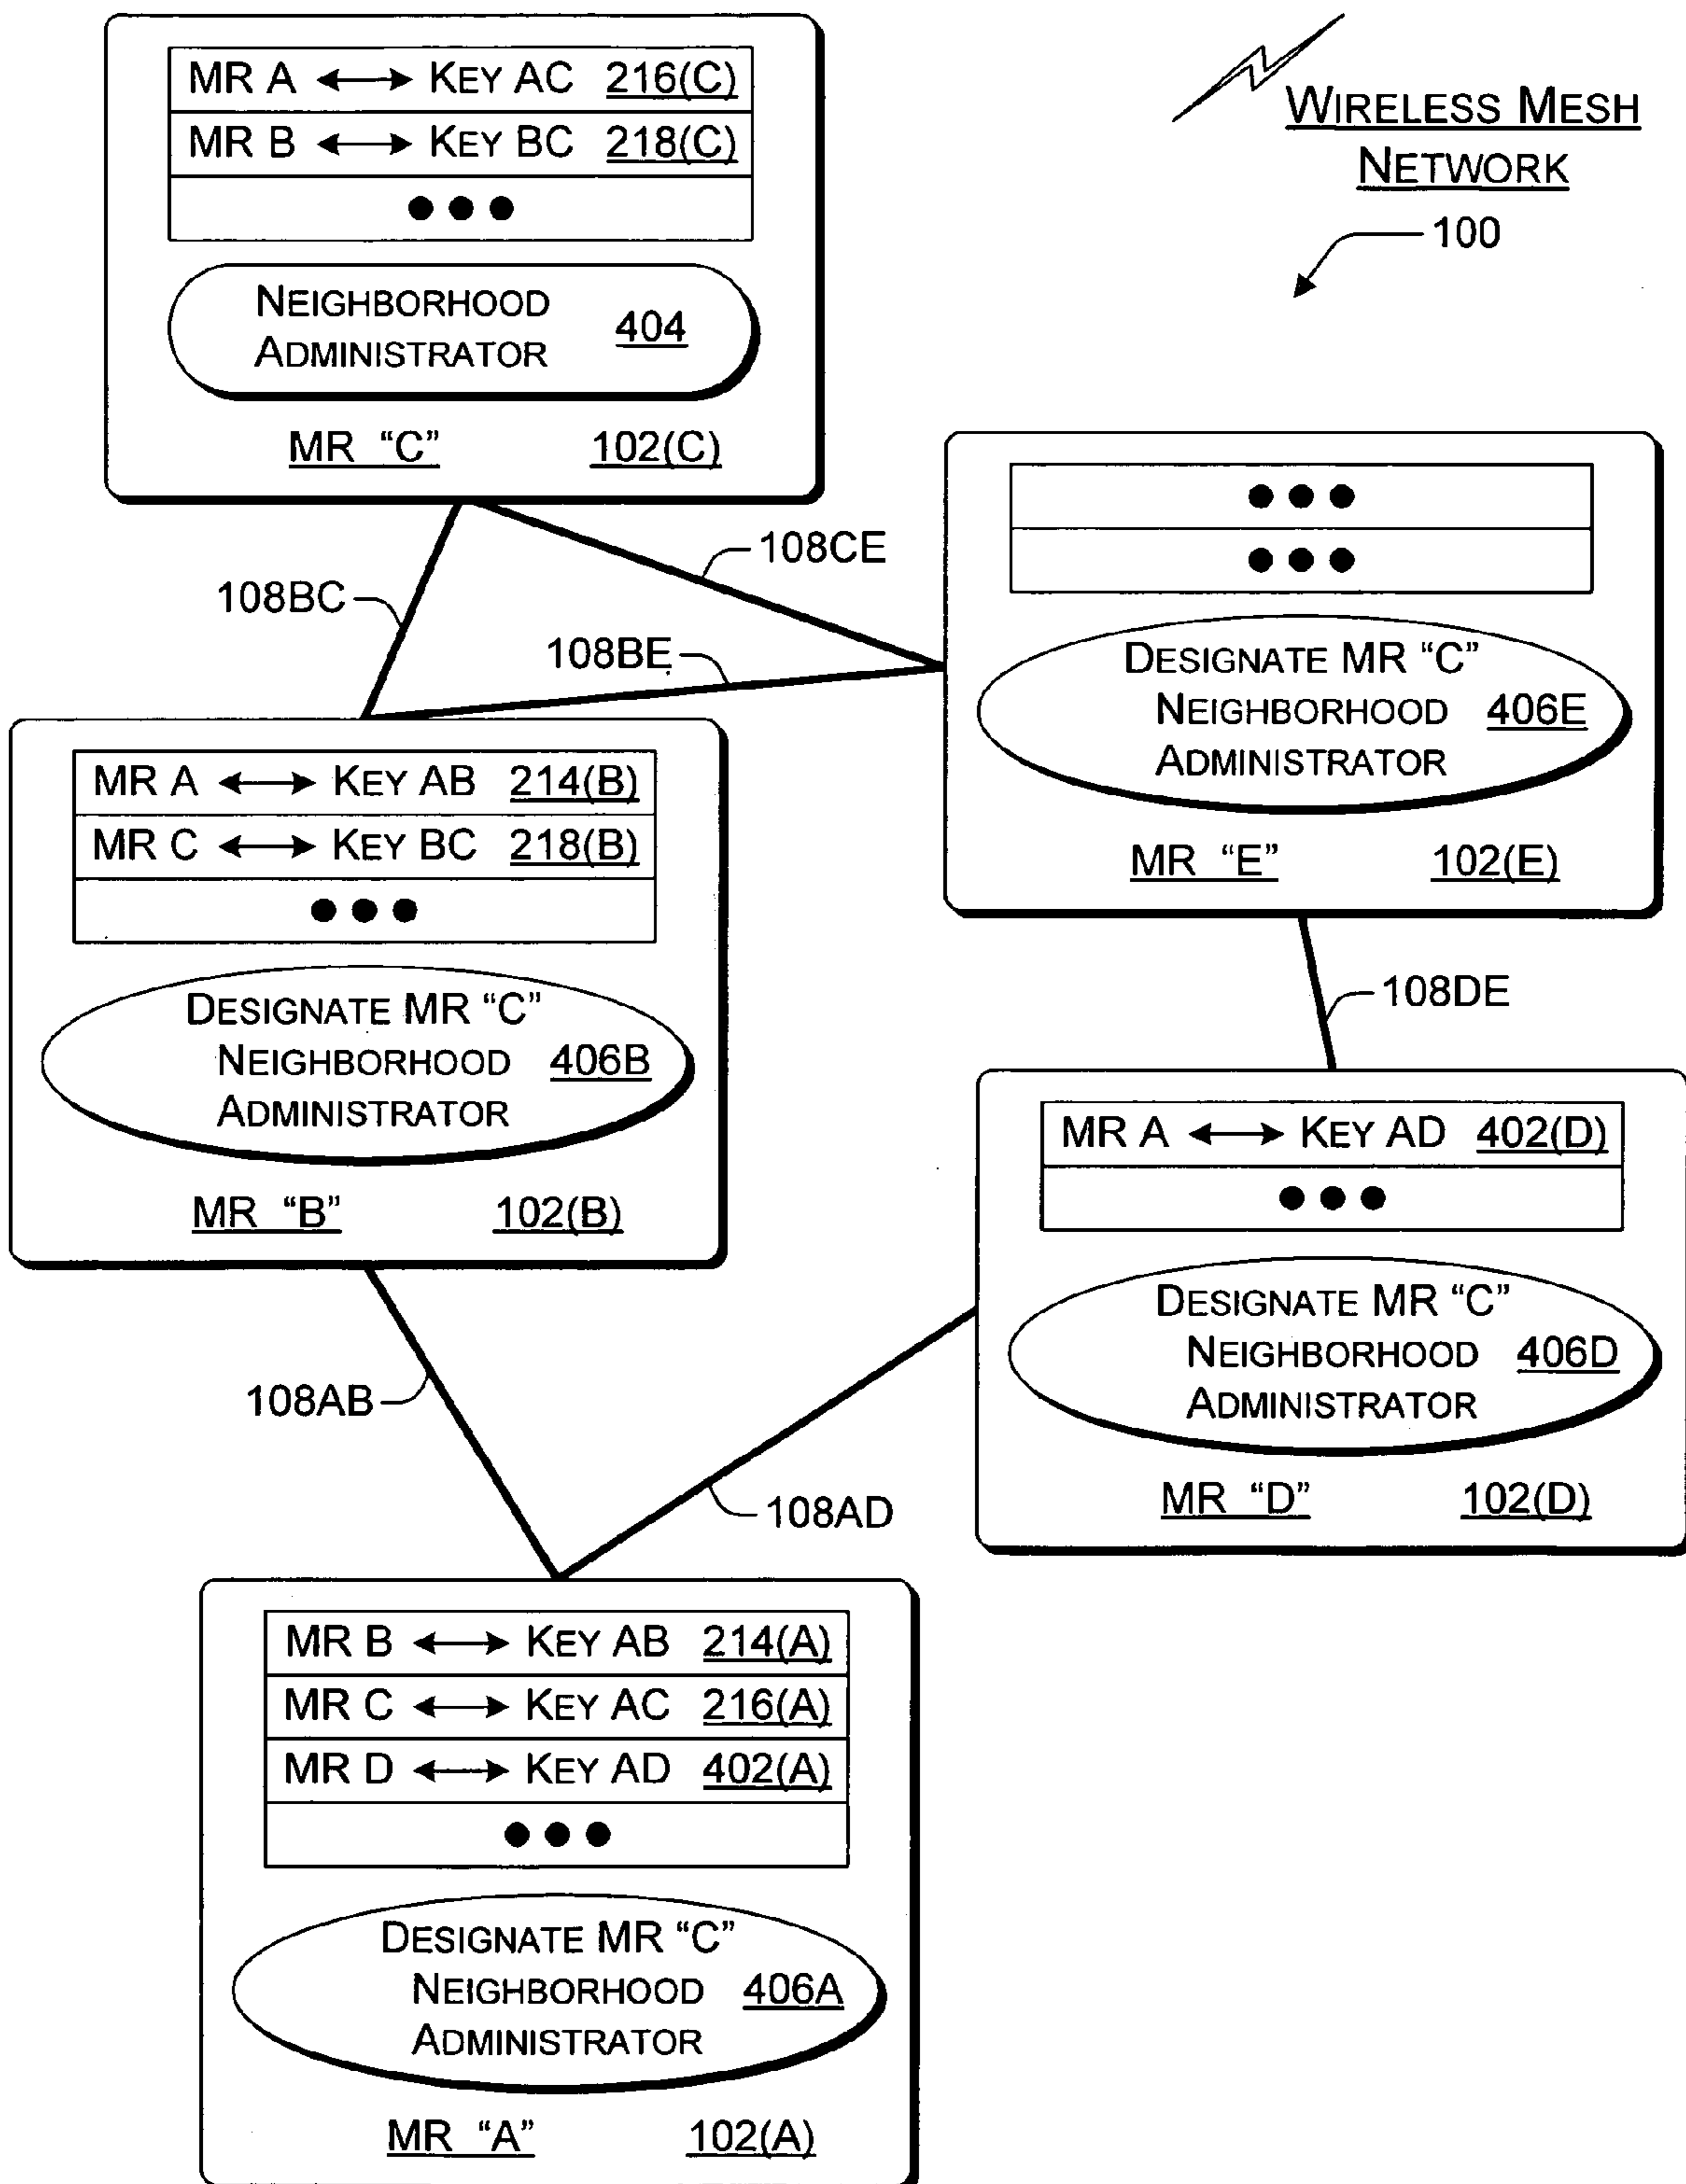 MR A ↔ KEY AC 216(C)
MR B ↔ KEY BC 218(C)
● ● ●
NEIGHBORHOOD
ADMINISTRATOR 404
MR “C” 102(C)
WIRELESS MESH
NETWORK
100
108BC
108CE
108BE
● ● ●
● ● ●
DESIGNATE MR “C”
NEIGHBORHOOD 406E
ADMINISTRATOR
MR “E” 102(E)
MR A ↔ KEY AB 214(B)
MR C ↔ KEY BC 218(B)
● ● ●
DESIGNATE MR “C”
NEIGHBORHOOD 406B
ADMINISTRATOR
MR “B” 102(B)
108DE
MR A ↔ KEY AD 402(D)
● ● ●
DESIGNATE MR “C”
NEIGHBORHOOD 406D
ADMINISTRATOR
MR “D” 102(D)
108AB
108AD
MR B ↔ KEY AB 214(A)
MR C ↔ KEY AC 216(A)
MR D ↔ KEY AD 402(A)
● ● ●
DESIGNATE MR “C”
NEIGHBORHOOD 406A
ADMINISTRATOR
MR “A” 102(A)